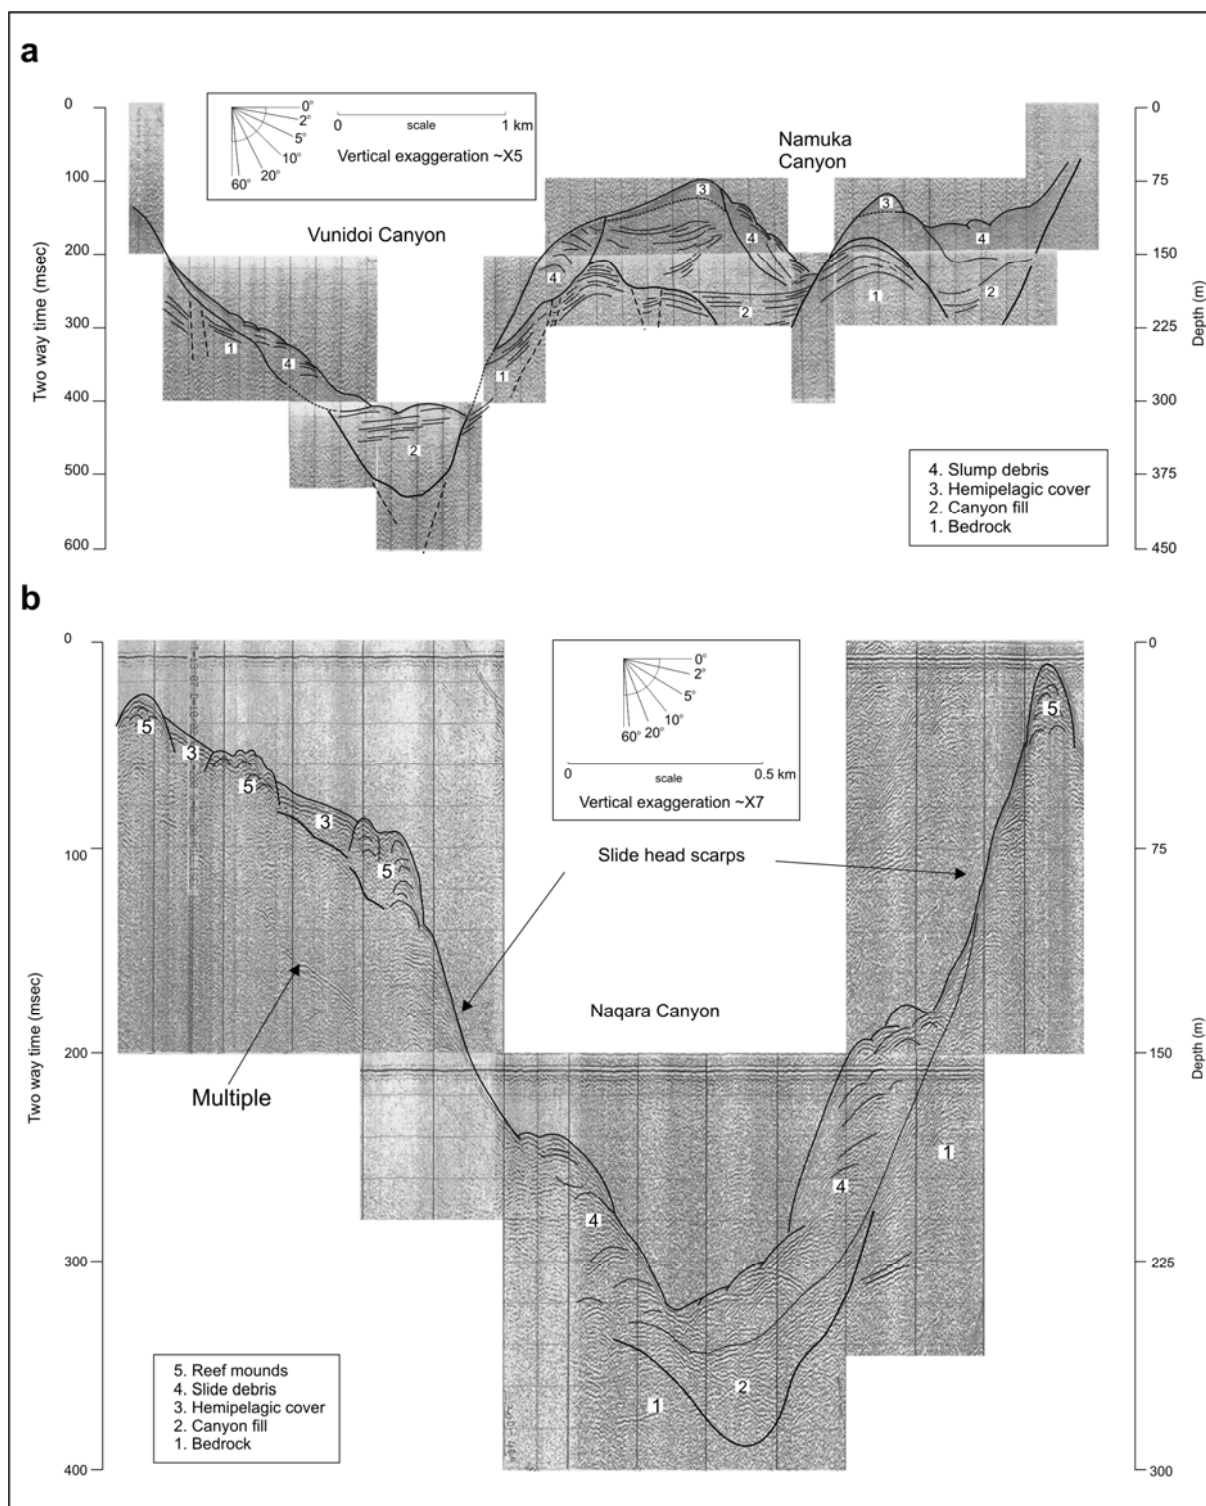 a
0
100
200
300
400
500
600
Two way time (msec)
0°
2°
5°
10°
20°
60°
0
scale
1 km
Vertical exaggeration ~X5
Vunidoi Canyon
Namuka
Canyon
3
3
4
4
4
4
1
1
1
2
2
2
0
75
150
225
300
375
450
Depth (m)
4. Slump debris
3. Hemipelagic cover
2. Canyon fill
1. Bedrock
b
0
100
200
300
400
Two way time (msec)
0°
2°
5°
10°
20°
60°
0
scale
0.5 km
Vertical exaggeration ~X7
5
3
5
3
5
5
Slide head scarps
Naqara Canyon
Multiple
4
4
1
1
2
0
75
150
225
300
Depth (m)
5. Reef mounds
4. Slide debris
3. Hemipelagic cover
2. Canyon fill
1. Bedrock